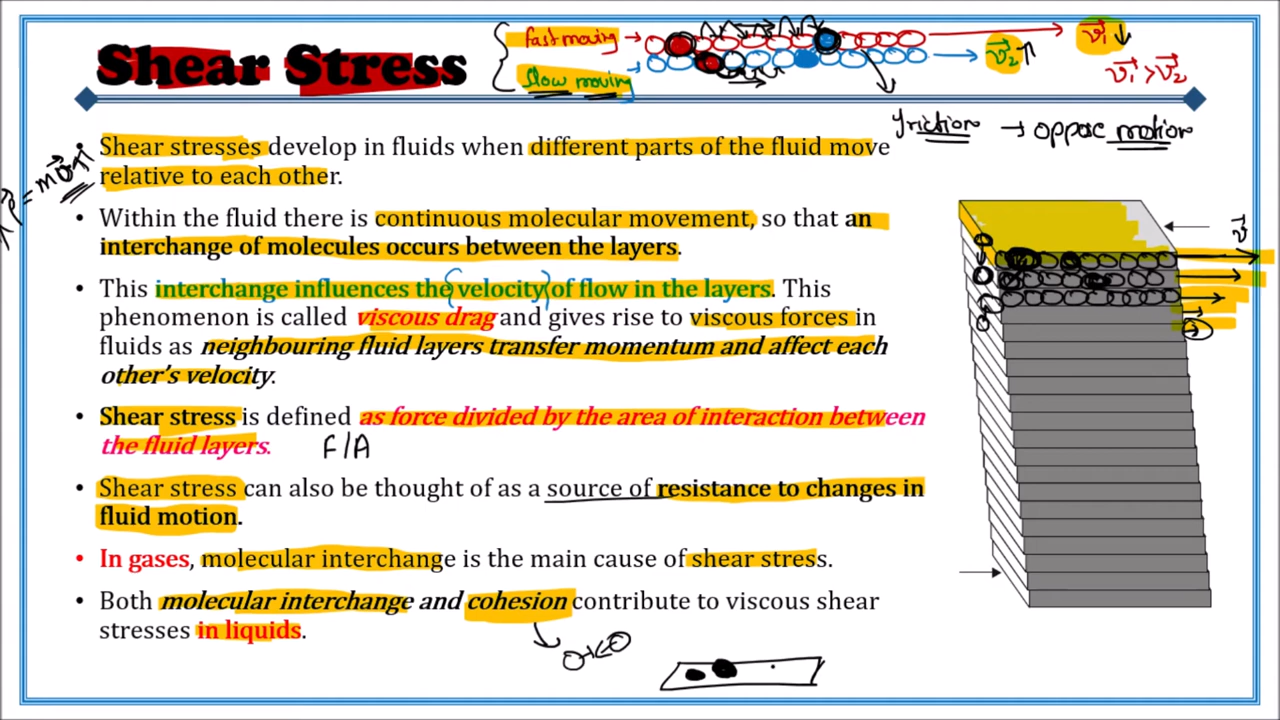 Shear Stress
fast moving →
slow moving →
v⃗₁ ↓
v⃗₂ ↑
v⃗₁ > v⃗₂
friction → oppose motion
• Shear stresses develop in fluids when different parts of the fluid move
relative to each other.
• Within the fluid there is continuous molecular movement, so that an
interchange of molecules occurs between the layers.
• This interchange influences the (velocity) of flow in the layers. This
phenomenon is called viscous drag and gives rise to viscous forces in
fluids as neighbouring fluid layers transfer momentum and affect each
other's velocity.
• Shear stress is defined as force divided by the area of interaction between
the fluid layers.
F/A
• Shear stress can also be thought of as a source of resistance to changes in
fluid motion.
• In gases, molecular interchange is the main cause of shear stress.
• Both molecular interchange and cohesion contribute to viscous shear
stresses in liquids.